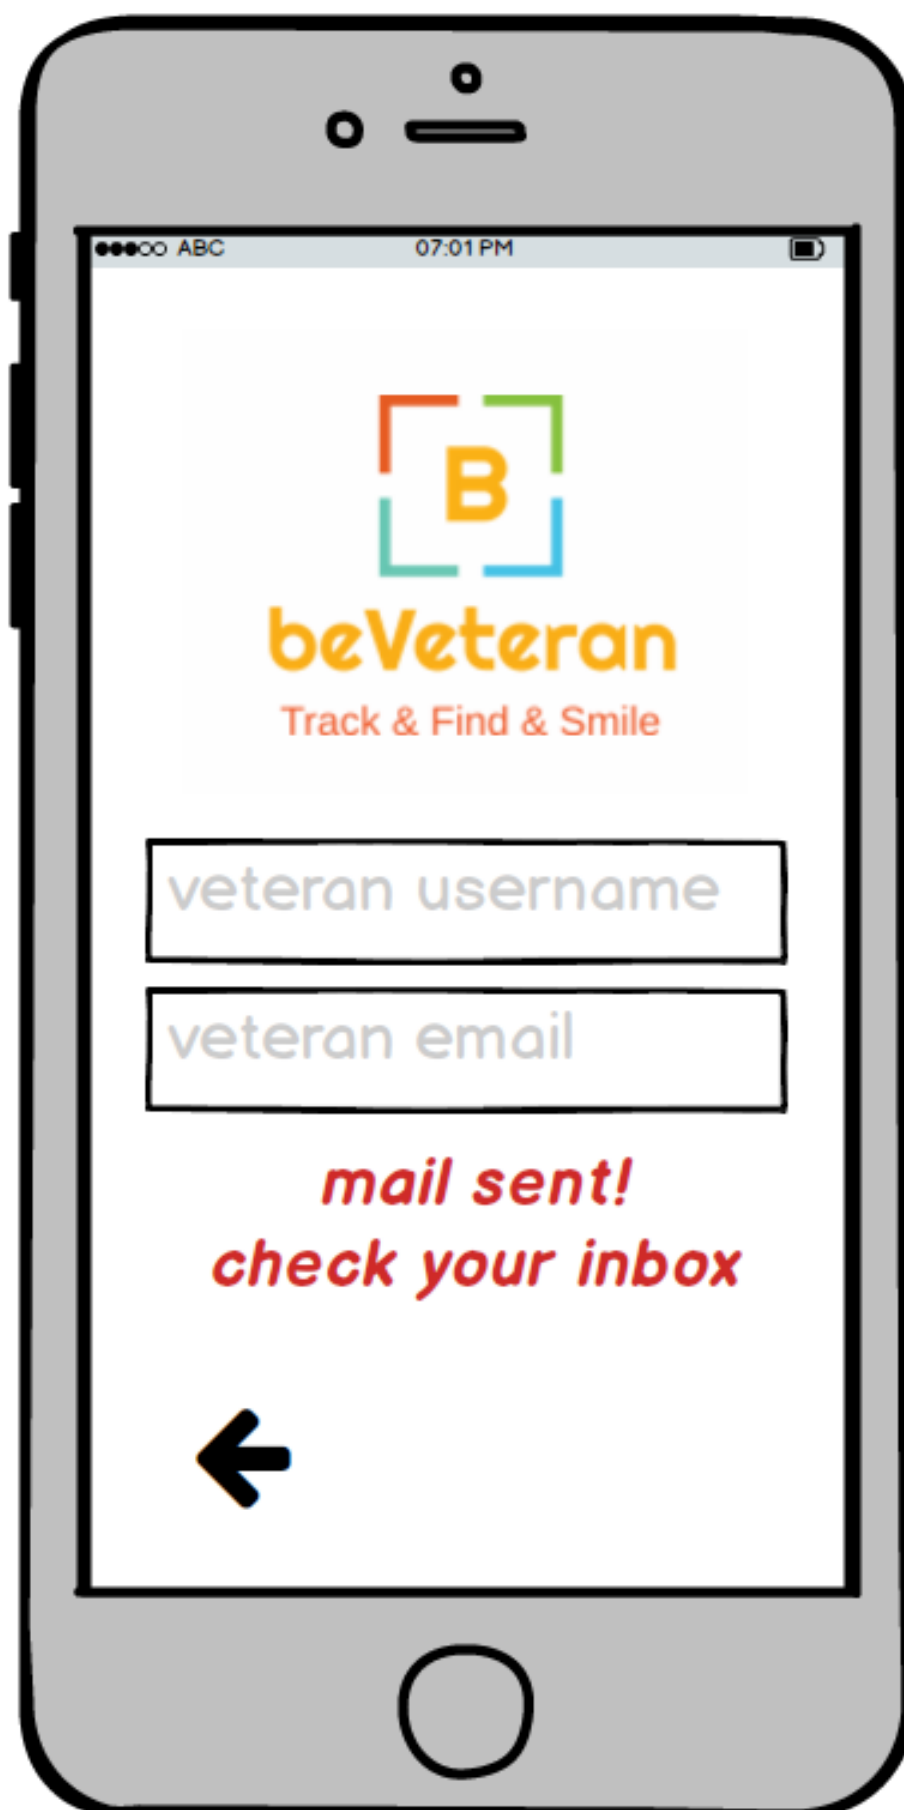 ABC 07:01 PM
B
beVeteran
Track & Find & Smile
veteran username
veteran email
mail sent!
check your inbox